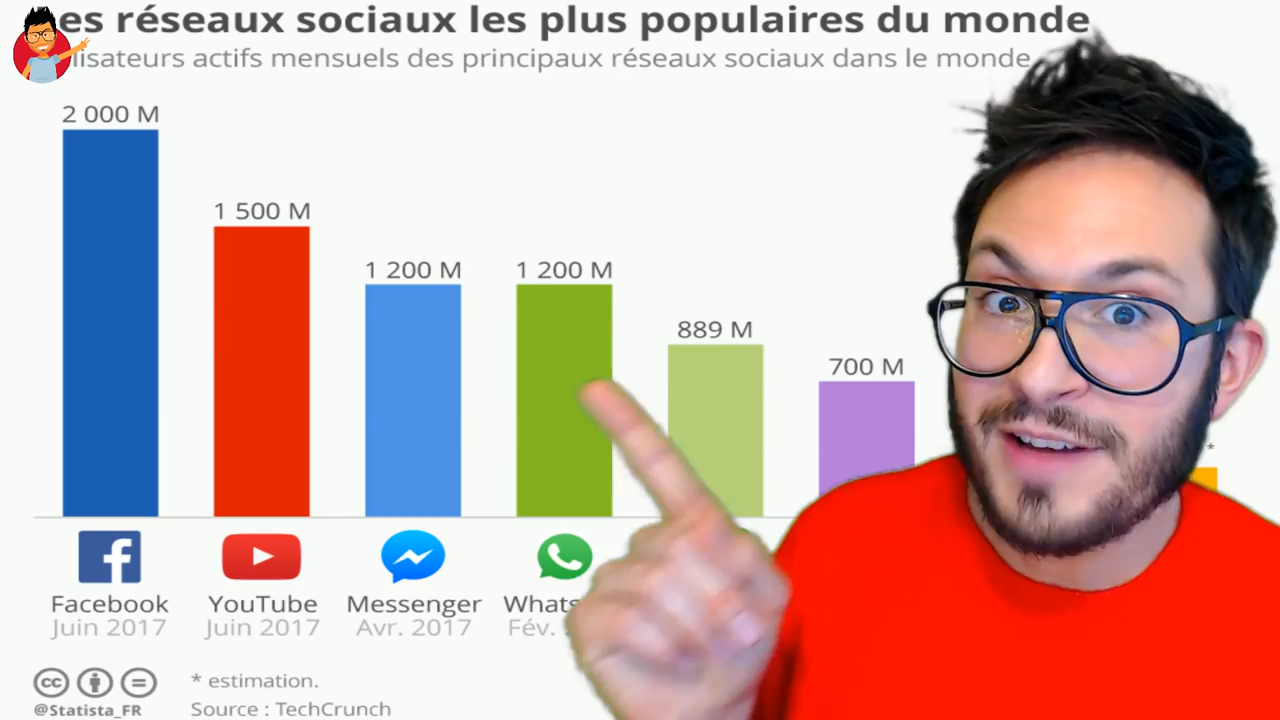 es réseaux sociaux les plus populaires du monde
lisateurs actifs mensuels des principaux réseaux sociaux dans le monde
2 000 M
1 500 M
1 200 M
1 200 M
889 M
700 M
*
Facebook
YouTube
Messenger
Whats
Juin 2017
Juin 2017
Avr. 2017
Fév.
cc
@Statista_FR
* estimation.
Source : TechCrunch